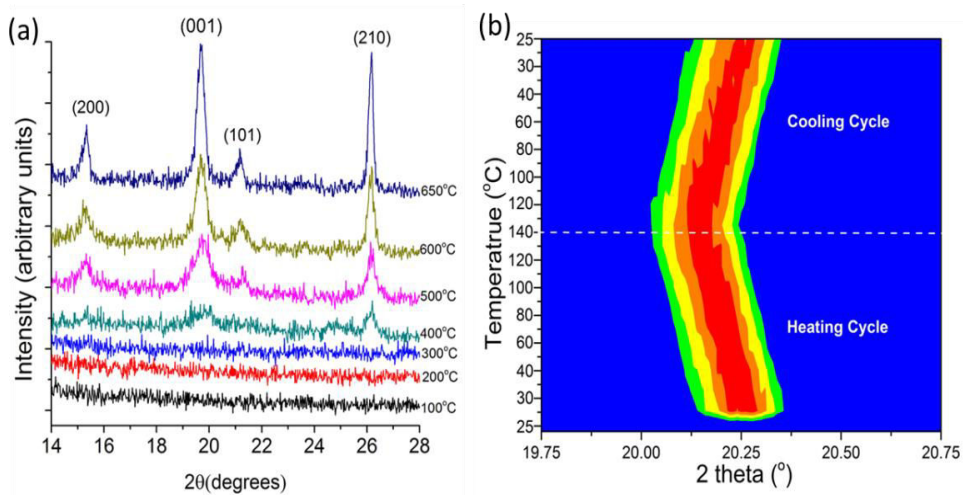 (a)
(200)
(001)
(101)
(210)
650°C
600°C
500°C
400°C
300°C
200°C
100°C
Intensity (arbitrary units)
14 16 18 20 22 24 26 28
2θ(degrees)
(b)
25
30
40
60
80
100
120
140
120
100
80
60
40
30
25
Temperatrue (°C)
Cooling Cycle
Heating Cycle
19.75 20.00 20.25 20.50 20.75
2 theta (°)